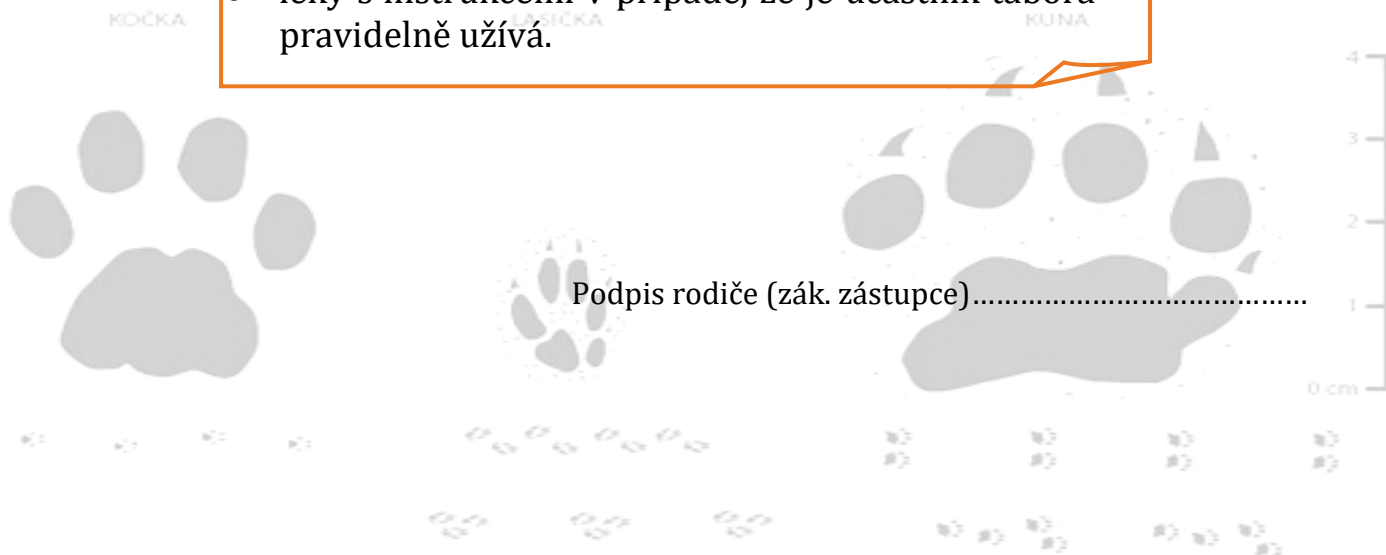 léky s instrukcemi v případě, že je účastník tábora
KOČKA LASIČKA KUNA
pravidelně užívá.
4
3
2
Podpis rodiče (zák. zástupce)……………………………………
1
0 cm